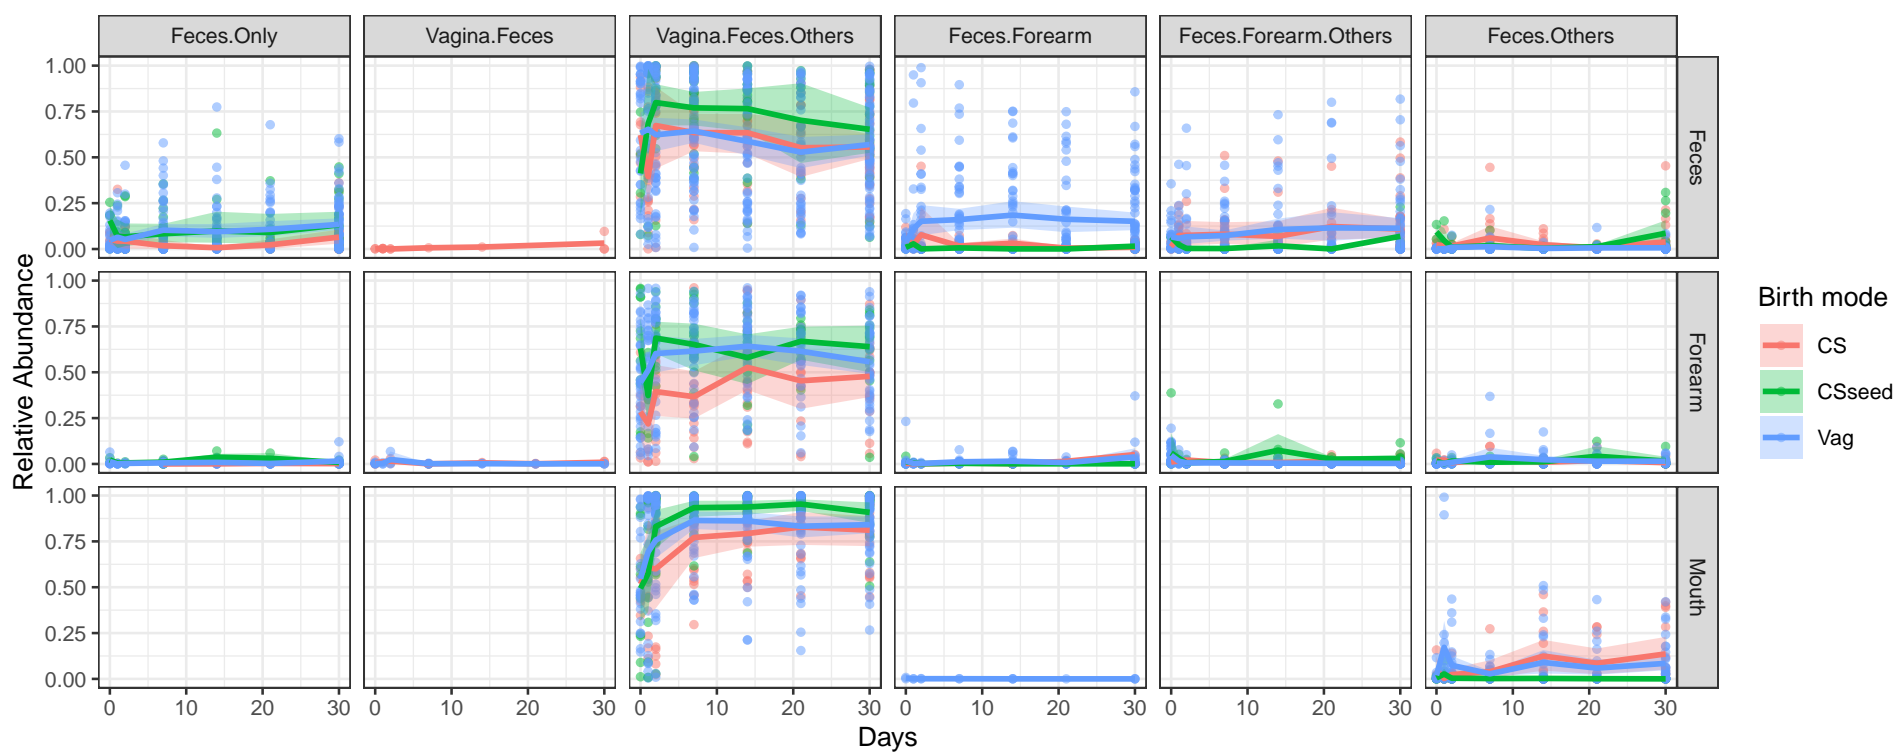 Feces.Only Vagina.Feces Vagina.Feces.Others Feces.Forearm Feces.Forearm.Others Feces.Others
1.00
0.75
0.50
0.25
0.00
Feces
1.00
0.75
0.50
0.25
0.00
Forearm
1.00
0.75
0.50
0.25
0.00
Mouth
Relative Abundance
0 10 20 30 0 10 20 30 0 10 20 30 0 10 20 30 0 10 20 30 0 10 20 30
Days
Birth mode
CS
CSseed
Vag